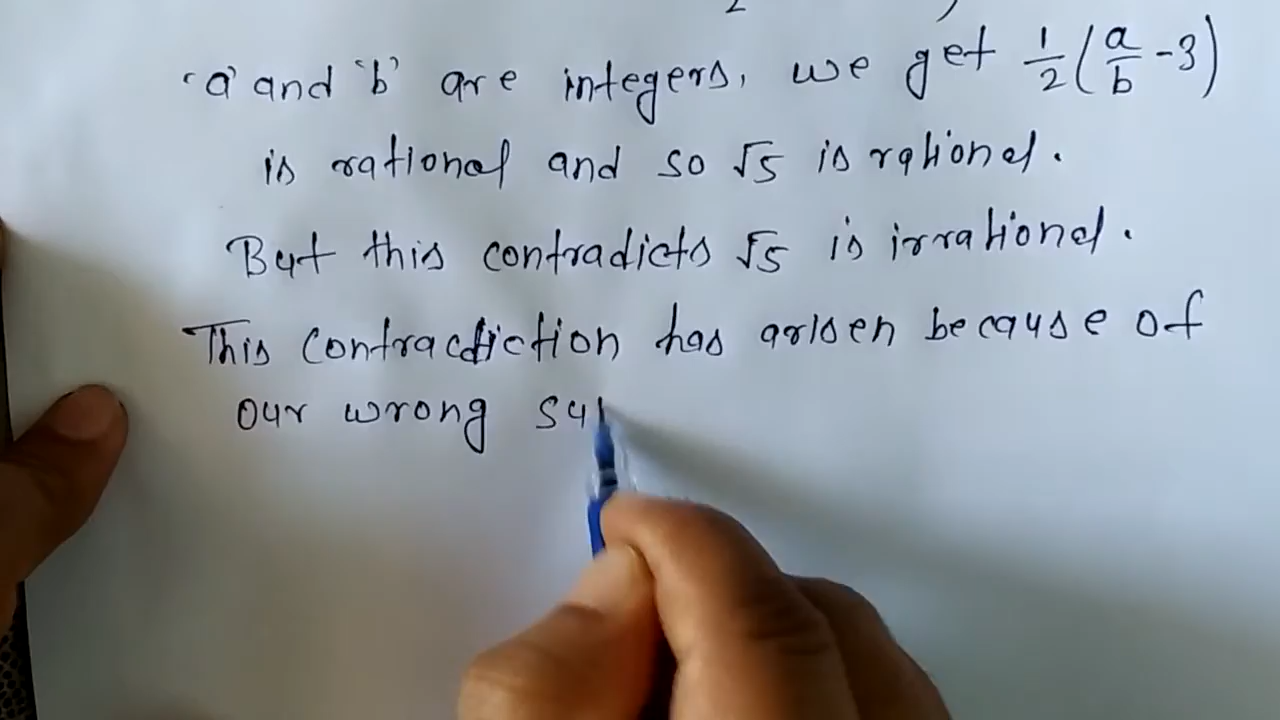 'a' and 'b' are integers, we get 1/2 (a/b - 3)
is rational and so √5 is rational.
But this contradicts √5 is irrational.
This contradiction has arisen because of
our wrong su